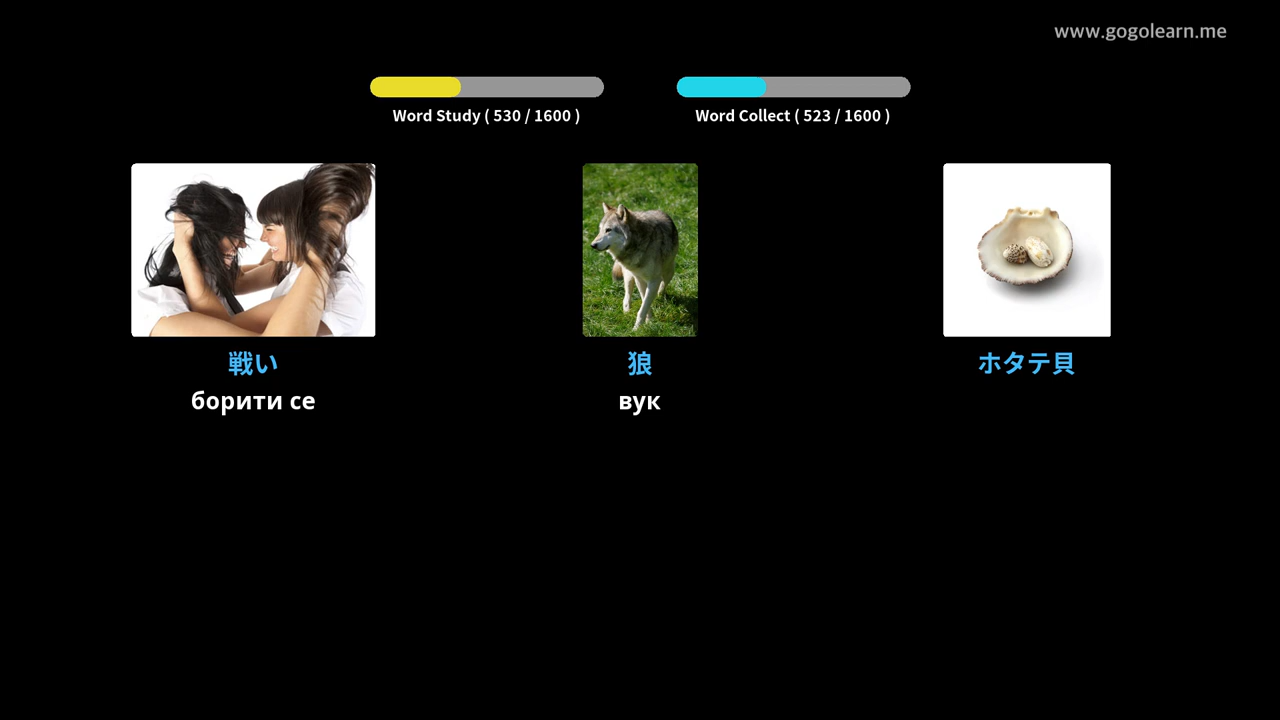 www.gogolearn.me
Word Study ( 530 / 1600 )
Word Collect ( 523 / 1600 )
戦い
狼
ホタテ貝
борити се
вук